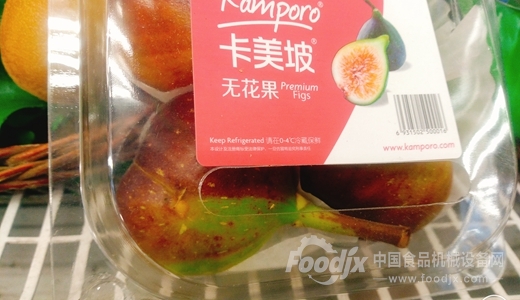 Kamporo®
卡美坡®
无花果 Premium Figs
Keep Refrigerated 请在0-4℃冷藏保鲜
www.kamporo.com
Foodjx 中国食品机械设备网
www.foodjx.com